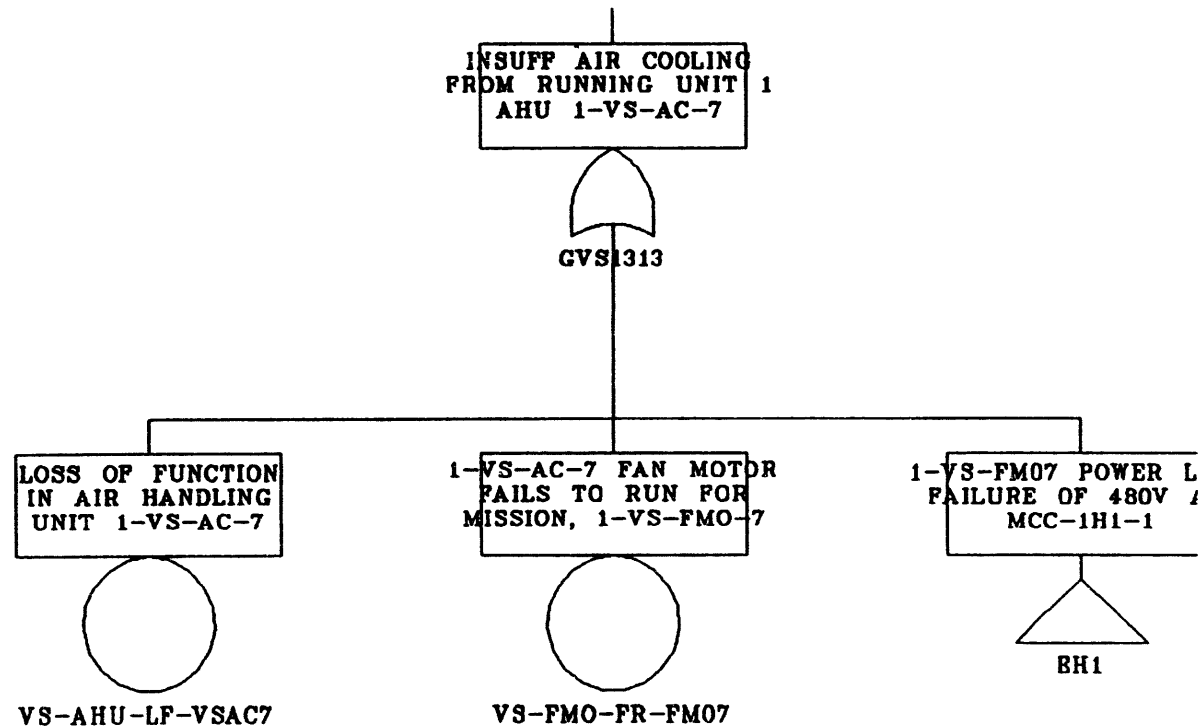 INSUFF AIR COOLING
FROM RUNNING UNIT 1
AHU 1-VS-AC-7
GVS1313
LOSS OF FUNCTION
IN AIR HANDLING
UNIT 1-VS-AC-7
VS-AHU-LF-VSAC7
1-VS-AC-7 FAN MOTOR
FAILS TO RUN FOR
MISSION, 1-VS-FMO-7
VS-FMO-FR-FM07
1-VS-FM07 POWER
FAILURE OF 480V
MCC-1H1-1
EH1